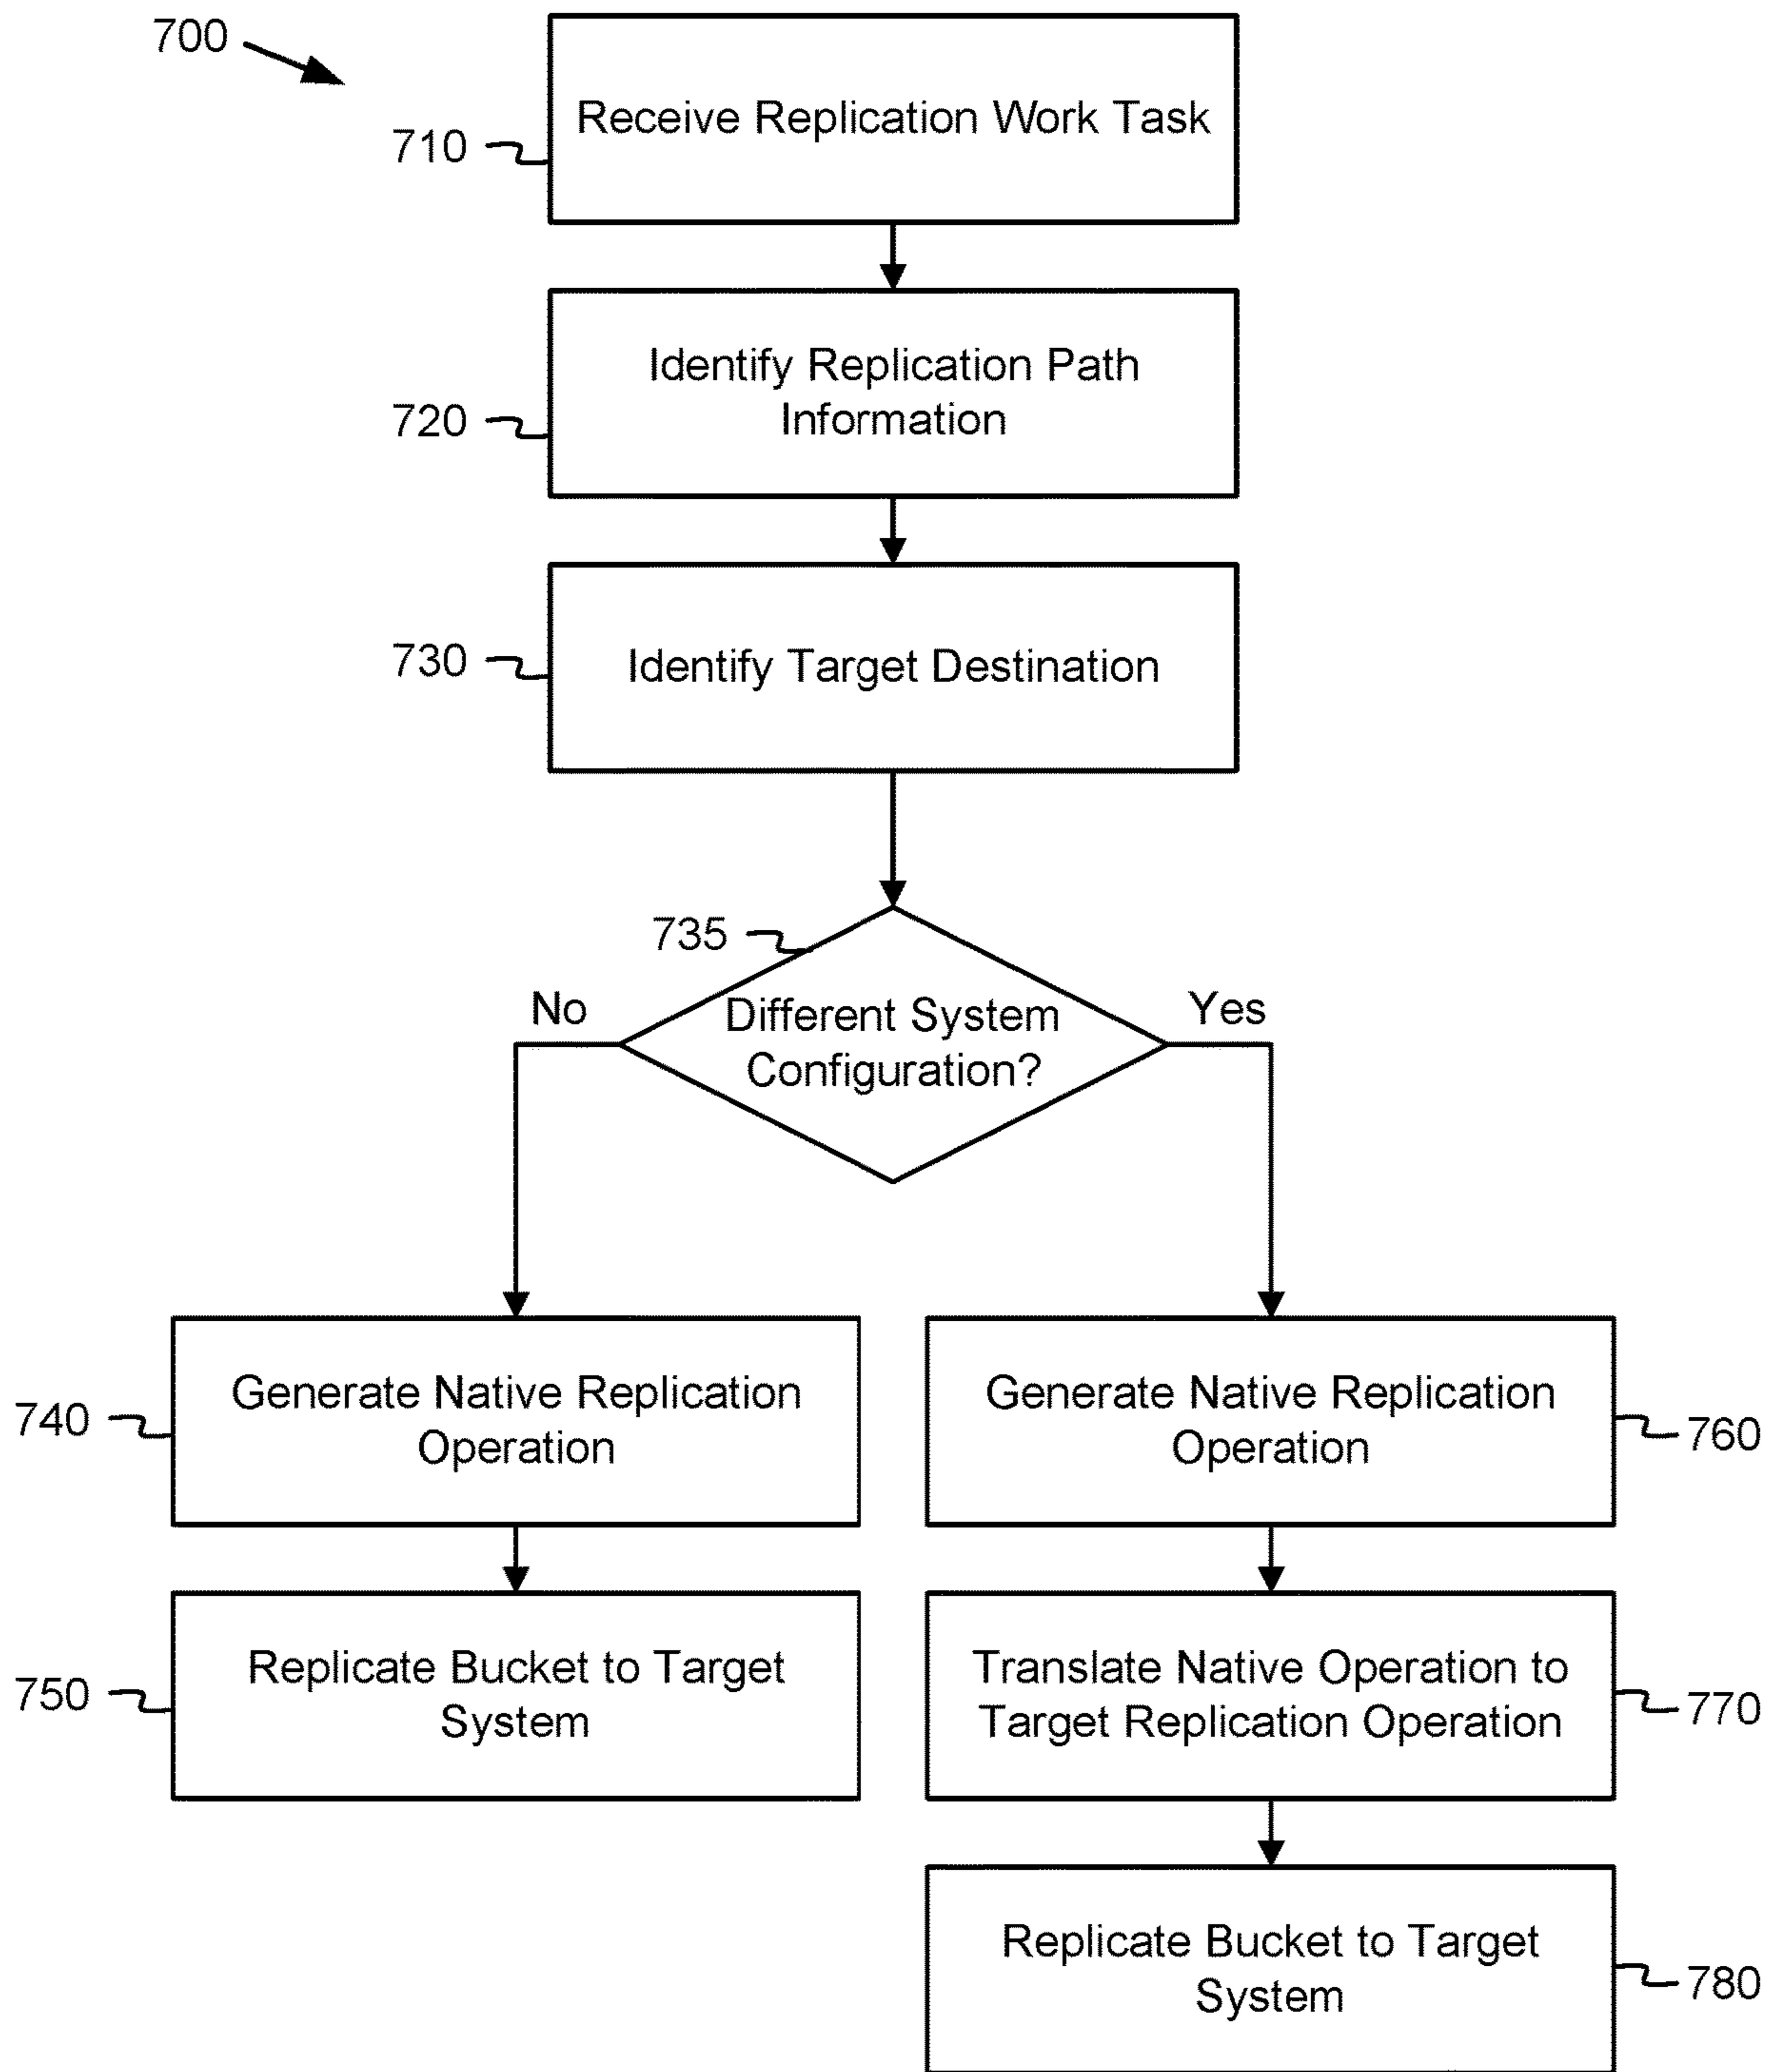 700
Receive Replication Work Task
710
Identify Replication Path
Information
720
Identify Target Destination
730
735
No
Different System
Configuration?
Yes
Generate Native Replication
Operation
740
Generate Native Replication
Operation
760
Replicate Bucket to Target
System
750
Translate Native Operation to
Target Replication Operation
770
Replicate Bucket to Target
System
780